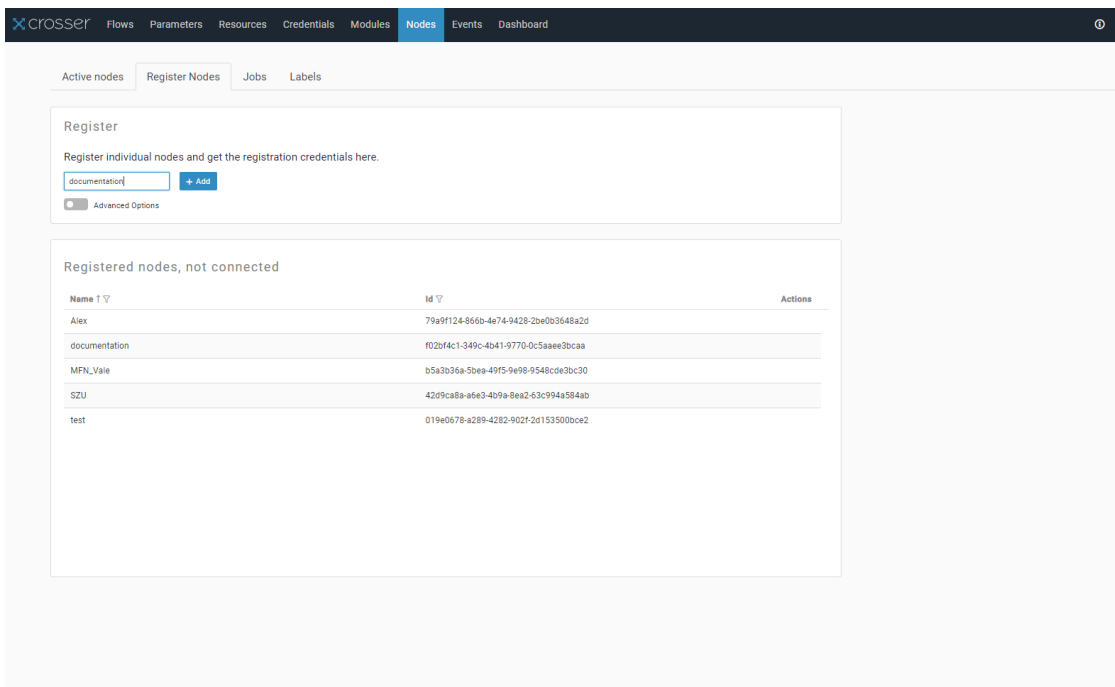 crosser Flows Parameters Resources Credentials Modules Nodes Events Dashboard
Active nodes Register Nodes Jobs Labels
Register
Register individual nodes and get the registration credentials here.
documentation + Add
Advanced Options
Registered nodes, not connected
Name Id Actions
Alex 79a9f124-866b-4e74-9428-2be0b3648a2d
documentation f02bf4c1-349c-4b41-9770-0c5aaee3bcaa
MFN_Vale b5a3b36a-5bea-49f5-9e98-9548cde3bc30
SZU 42d9ca8a-a6e3-4b9a-8ea2-63c994a584ab
test 019e0678-a289-4282-902f-2d153500bce2